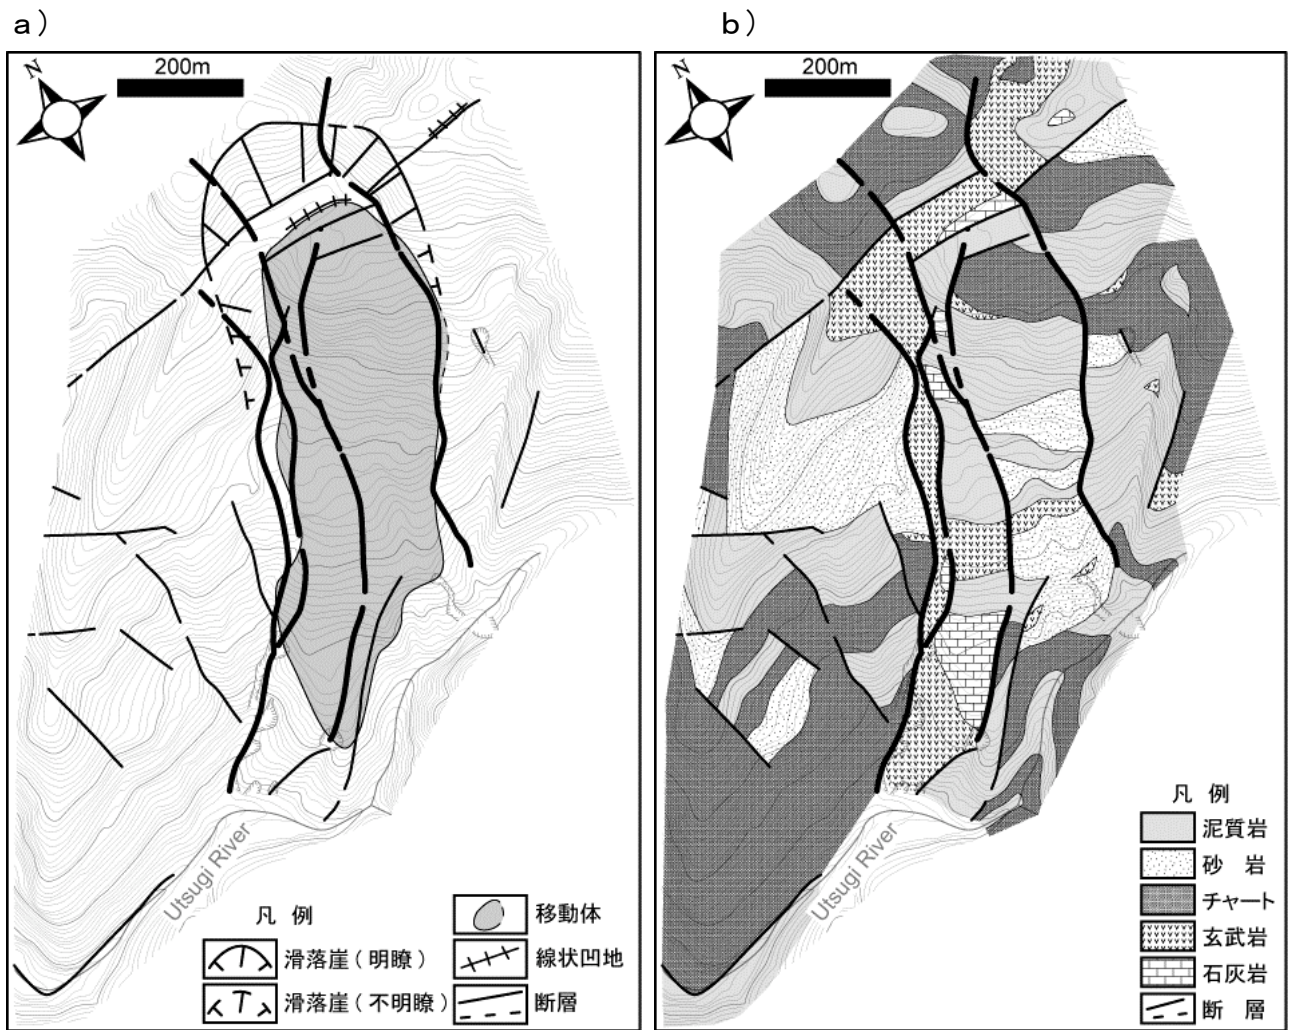 a）
b）
N
200m
Utsugi River
凡 例
滑落崖（明瞭）
滑落崖（不明瞭）
移動体
線状凹地
断層
N
200m
Utsugi River
凡 例
泥質岩
砂 岩
チャート
玄武岩
石灰岩
断 層